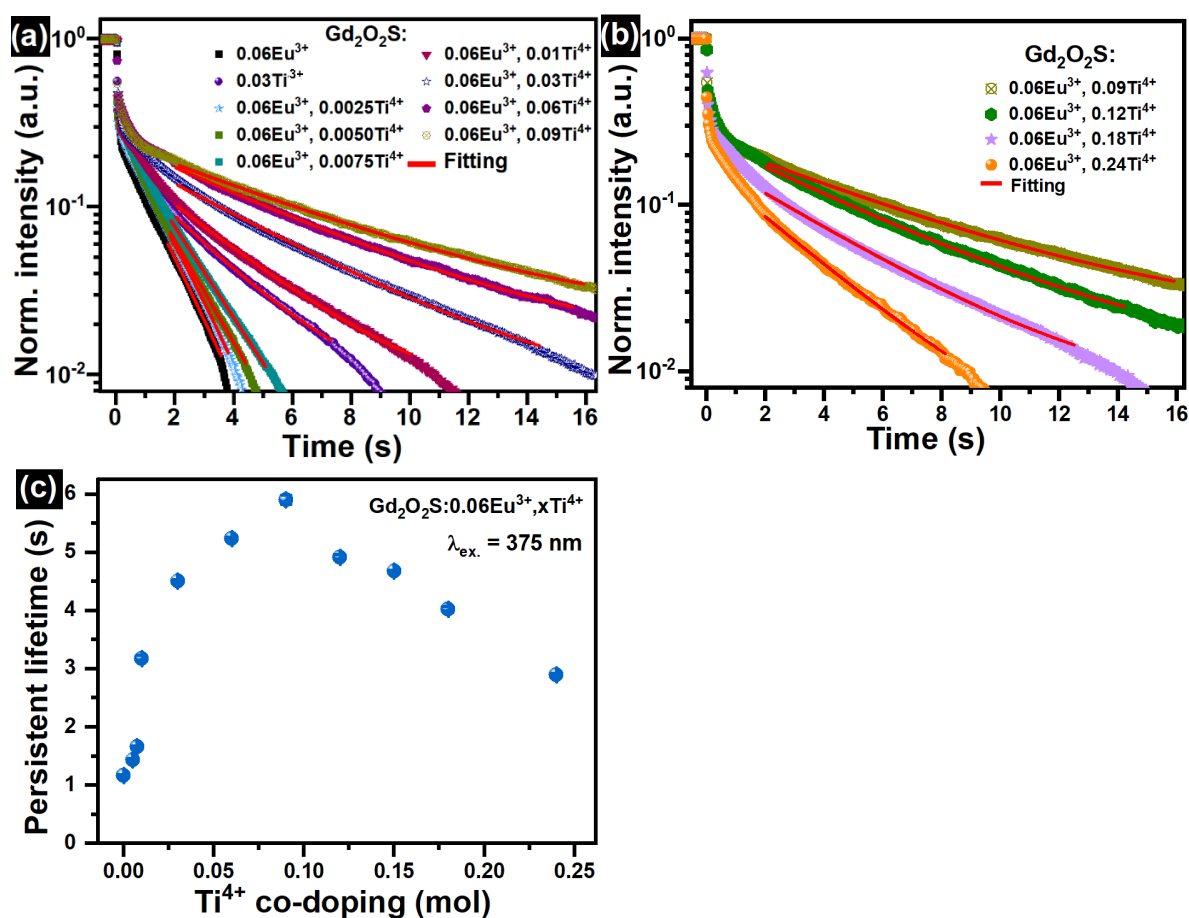 (a)
Norm. intensity (a.u.)
10⁰
10⁻¹
10⁻²
Gd₂O₂S:
0.06Eu³⁺
0.03Ti³⁺
0.06Eu³⁺, 0.0025Ti⁴⁺
0.06Eu³⁺, 0.0050Ti⁴⁺
0.06Eu³⁺, 0.0075Ti⁴⁺
0.06Eu³⁺, 0.01Ti⁴⁺
0.06Eu³⁺, 0.03Ti⁴⁺
0.06Eu³⁺, 0.06Ti⁴⁺
0.06Eu³⁺, 0.09Ti⁴⁺
Fitting
0 2 4 6 8 10 12 14 16
Time (s)
(b)
Norm. intensity (a.u.)
10⁰
10⁻¹
10⁻²
Gd₂O₂S:
0.06Eu³⁺, 0.09Ti⁴⁺
0.06Eu³⁺, 0.12Ti⁴⁺
0.06Eu³⁺, 0.18Ti⁴⁺
0.06Eu³⁺, 0.24Ti⁴⁺
Fitting
0 2 4 6 8 10 12 14 16
Time (s)
(c)
Persistent lifetime (s)
6
5
4
3
2
1
0
Gd₂O₂S:0.06Eu³⁺,xTi⁴⁺
λₑₓ. = 375 nm
0.00 0.05 0.10 0.15 0.20 0.25
Ti⁴⁺ co-doping (mol)